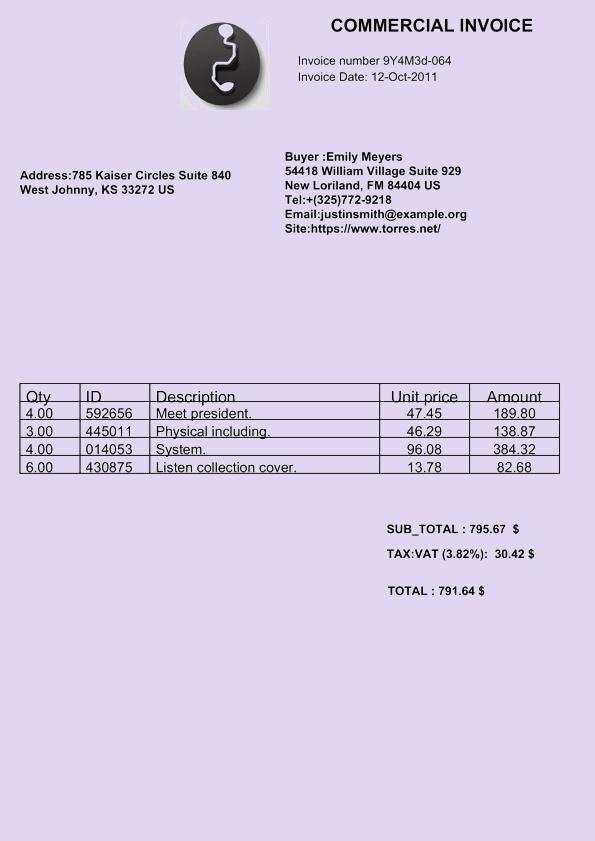 COMMERCIAL INVOICE
Invoice number 9Y4M3d-064
Invoice Date: 12-Oct-2011
Address:785 Kaiser Circles Suite 840
West Johnny, KS 33272 US
Buyer :Emily Meyers
54418 William Village Suite 929
New Loriland, FM 84404 US
Tel:+(325)772-9218
Email:justinsmith@example.org
Site:https://www.torres.net/
Qty ID Description Unit price Amount
4.00 592656 Meet president. 47.45 189.80
3.00 445011 Physical including. 46.29 138.87
4.00 014053 System. 96.08 384.32
6.00 430875 Listen collection cover. 13.78 82.68
SUB_TOTAL : 795.67 $
TAX:VAT (3.82%): 30.42 $
TOTAL : 791.64 $